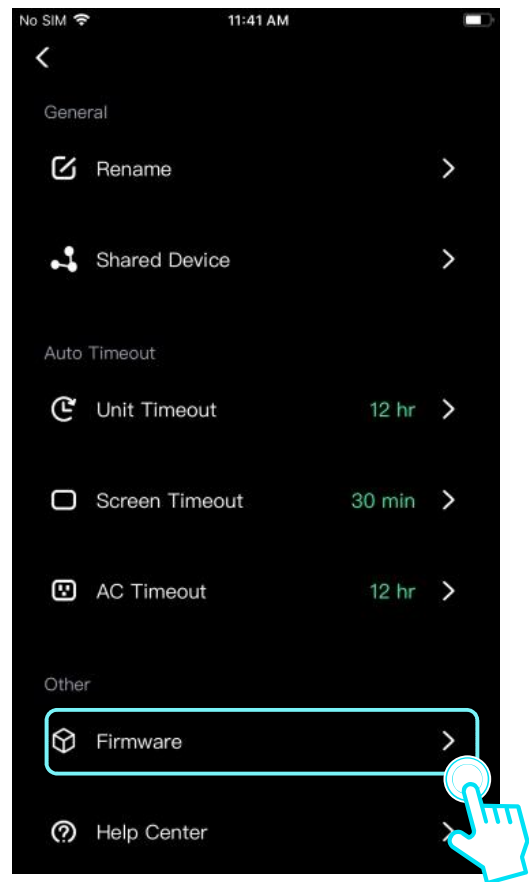 No SIM 11:41 AM
General
Rename
Shared Device
Auto Timeout
Unit Timeout 12 hr
Screen Timeout 30 min
AC Timeout 12 hr
Other
Firmware
Help Center